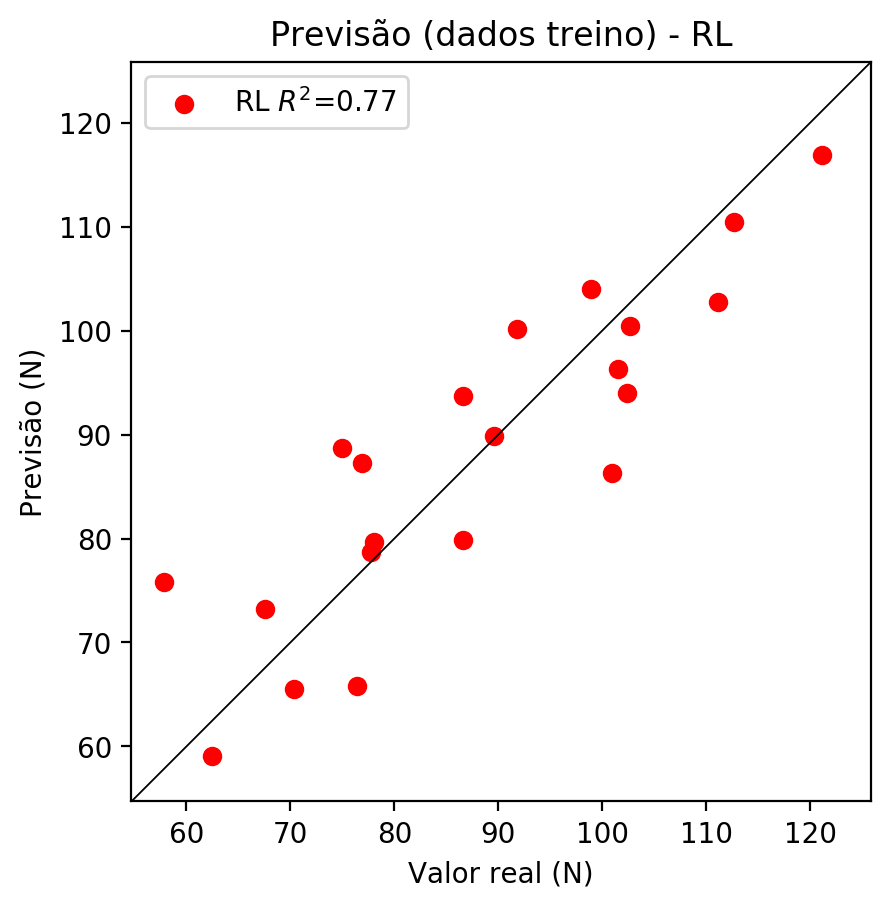 Previsão (dados treino) - RL
RL R²=0.77
120
110
100
90
80
70
60
Previsão (N)
60 70 80 90 100 110 120
Valor real (N)